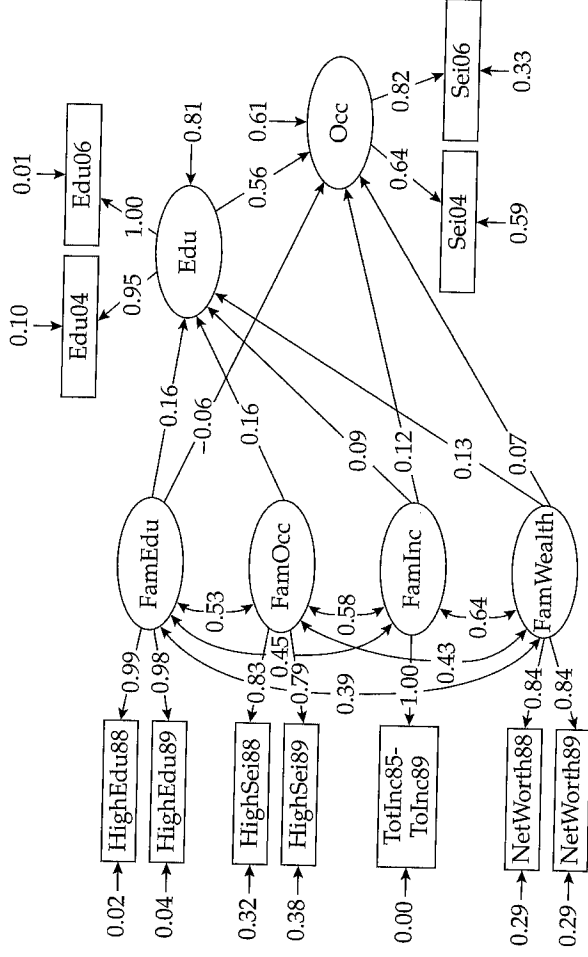 0.02
HighEdu88
0.99
0.04
HighEdu89
0.98
FamEdu
0.32
HighSei88
0.83
0.38
HighSei89
0.79
FamOcc
0.00
TotInc85-
ToInc89
1.00
FamInc
0.29
NetWorth88
0.84
0.29
NetWorth89
0.84
FamWealth
0.53
0.45
0.39
0.58
0.43
0.64
0.16
−0.06
0.16
0.09
0.12
0.13
0.07
0.10
Edu04
0.95
0.01
Edu06
1.00
Edu
0.81
0.56
0.61
Occ
0.64
Sei04
0.59
0.82
Sei06
0.33